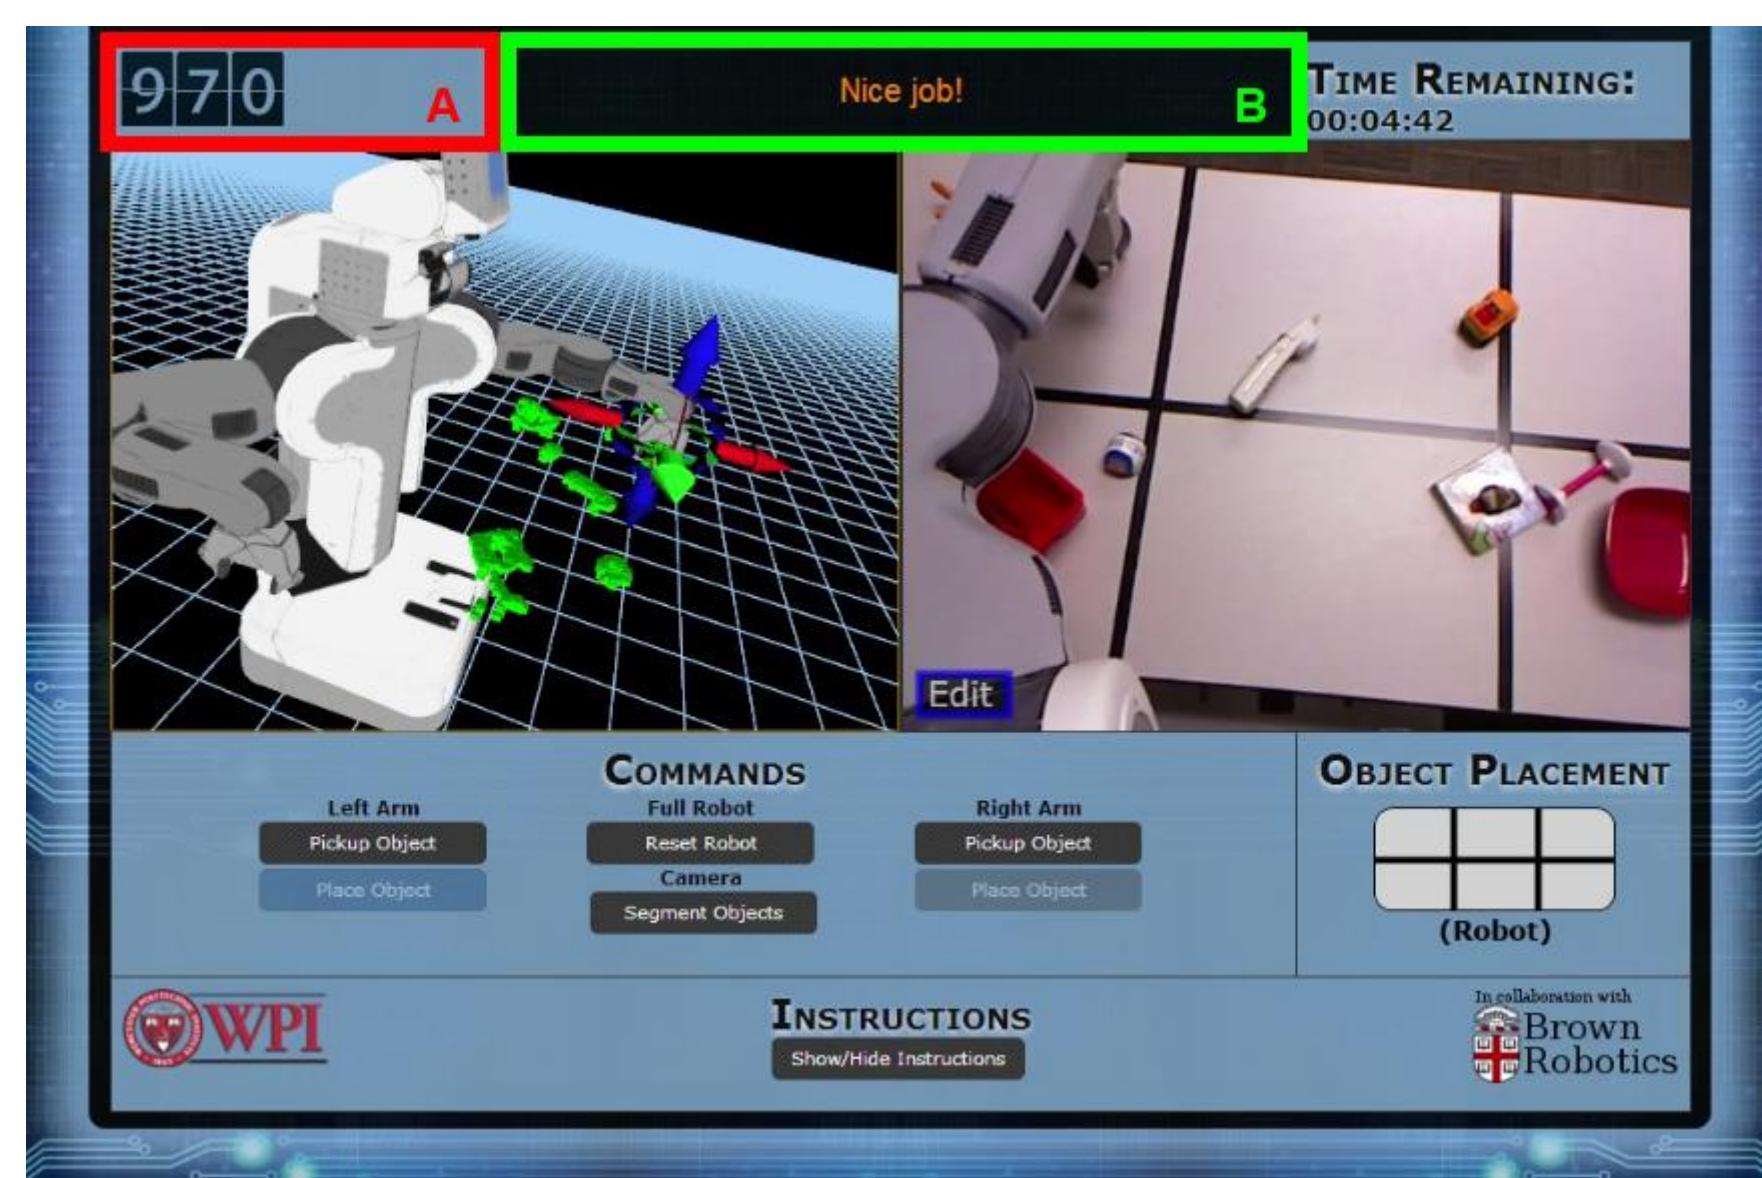 970
A
Nice job!
B
TIME REMAINING:
00:04:42
Edit
COMMANDS
Left Arm
Full Robot
Right Arm
Pickup Object
Reset Robot
Pickup Object
Place Object
Camera
Place Object
Segment Objects
OBJECT PLACEMENT
(Robot)
WPI
INSTRUCTIONS
Show/Hide Instructions
In collaboration with
Brown
Robotics